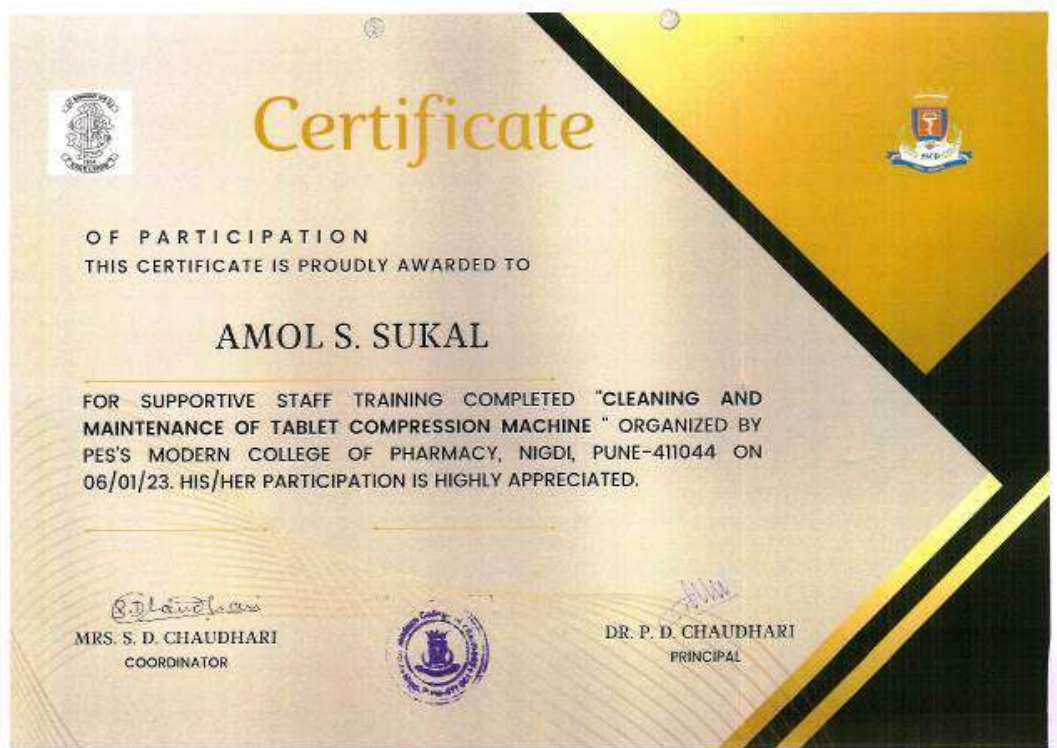 Certificate
OF PARTICIPATION
THIS CERTIFICATE IS PROUDLY AWARDED TO
AMOL S. SUKAL
FOR SUPPORTIVE STAFF TRAINING COMPLETED "CLEANING AND
MAINTENANCE OF TABLET COMPRESSION MACHINE " ORGANIZED BY
PES'S MODERN COLLEGE OF PHARMACY, NIGDI, PUNE-411044 ON
06/01/23. HIS/HER PARTICIPATION IS HIGHLY APPRECIATED.
MRS. S. D. CHAUDHARI
COORDINATOR
DR. P. D. CHAUDHARI
PRINCIPAL